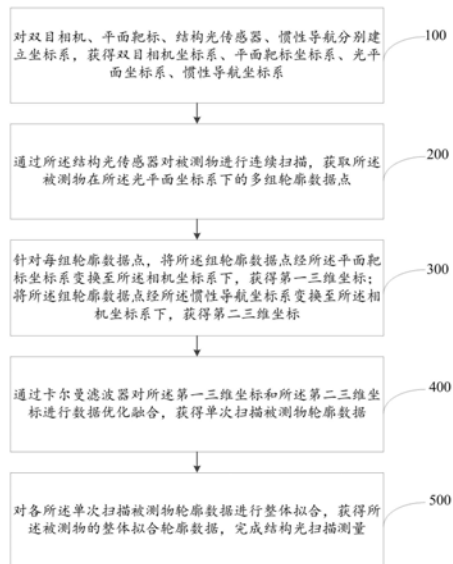 对双目相机、平面靶标、结构光传感器、惯性导航分别建
立坐标系，获得双目相机坐标系、平面靶标坐标系、光平
面坐标系、惯性导航坐标系
100
通过所述结构光传感器对被测物进行连续扫描，获取所述
被测物在所述光平面坐标系下的多组轮廓数据点
200
针对每组轮廓数据点，将所述组轮廓数据点经所述平面靶
标坐标系变换至所述相机坐标系下，获得第一三维坐标；
将所述组轮廓数据点经所述惯性导航坐标系变换至所述相
机坐标系下，获得第二三维坐标
300
通过卡尔曼滤波器对所述第一三维坐标和所述第二三维坐
标进行数据优化融合，获得单次扫描被测物轮廓数据
400
对各所述单次扫描被测物轮廓数据进行整体拟合，获得所
述被测物的整体拟合轮廓数据，完成结构光扫描测量
500